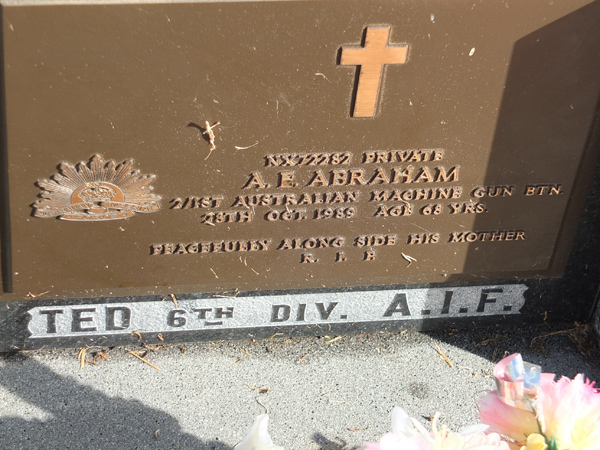 NX72282 PRIVATE
A. E. ABRAHAM
2/1ST AUSTRALIAN MACHINE GUN BTN.
28TH OCT. 1989 AGE 68 YRS.
PEACEFULLY ALONG SIDE HIS MOTHER
R. I. P.
TED 6TH DIV. A.I.F.